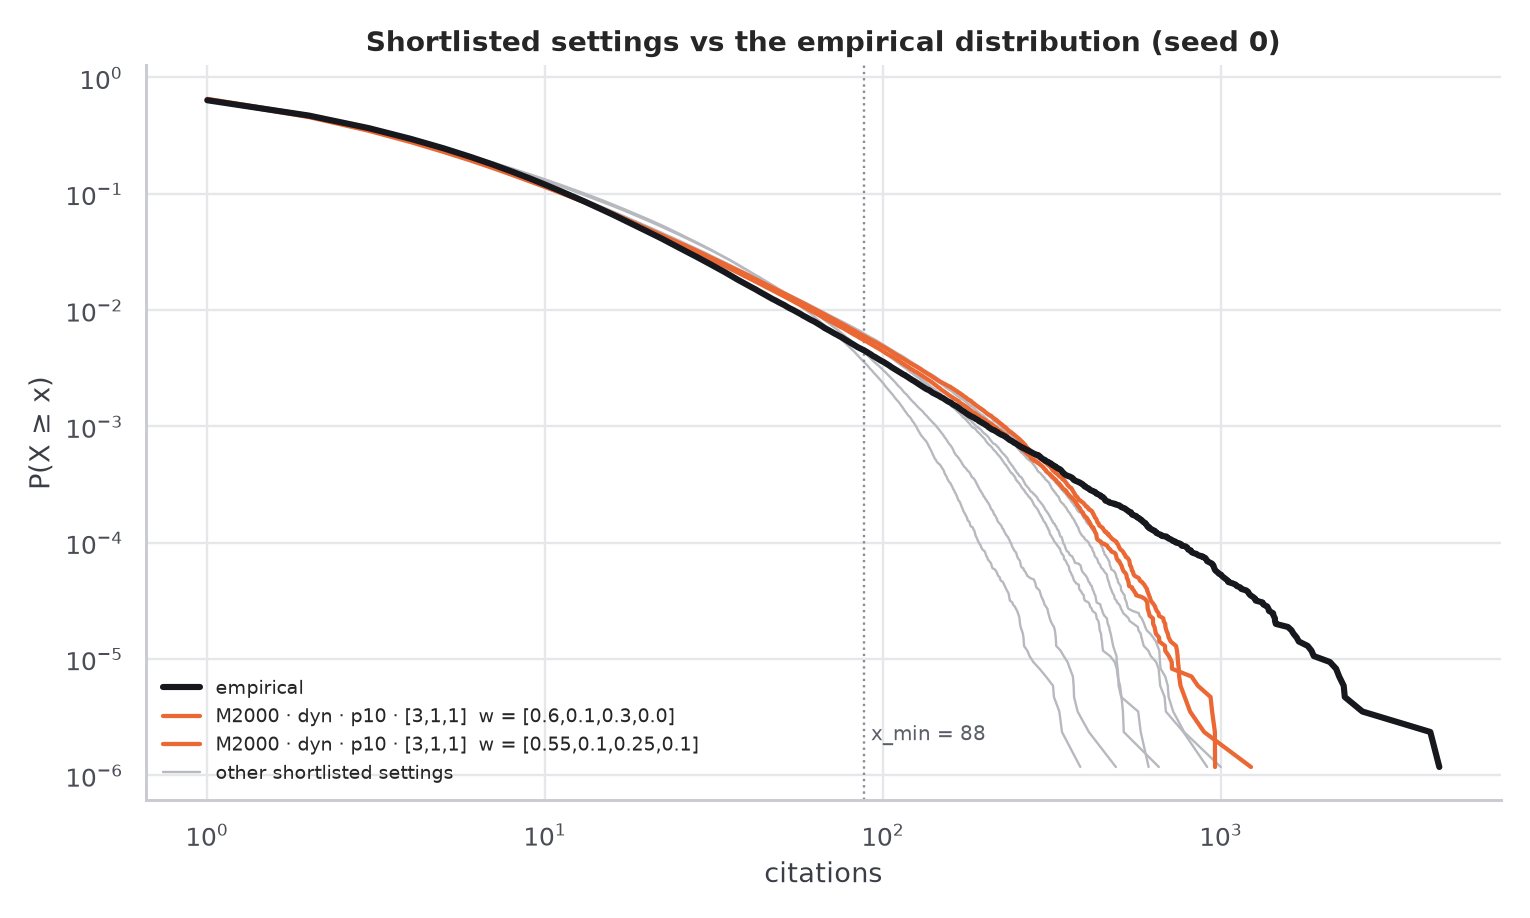 Shortlisted settings vs the empirical distribution (seed 0)
10⁰
10⁻¹
10⁻²
10⁻³
10⁻⁴
10⁻⁵
10⁻⁶
P(X ≥ x)
empirical
M2000 · dyn · p10 · [3,1,1]  w = [0.6,0.1,0.3,0.0]
M2000 · dyn · p10 · [3,1,1]  w = [0.55,0.1,0.25,0.1]
other shortlisted settings
x_min = 88
10⁰
10¹
10²
10³
citations